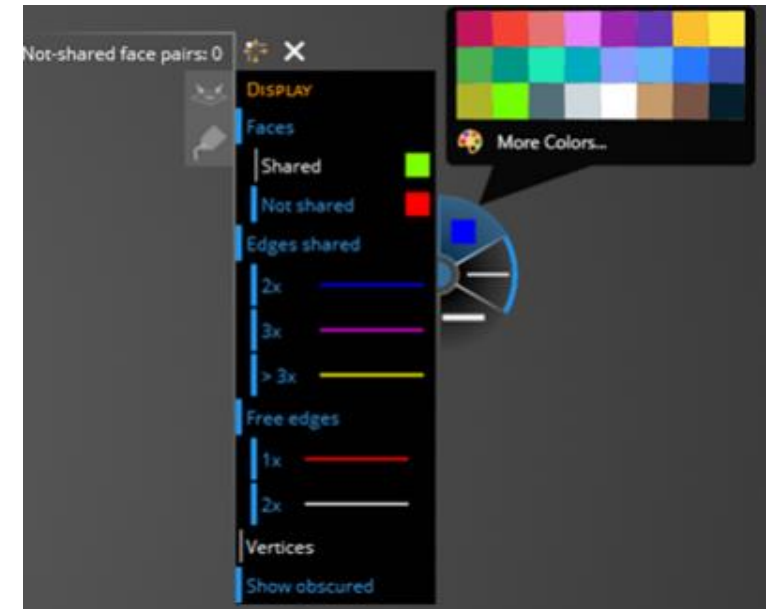 Not-shared face pairs: 0
DISPLAY
Faces
Shared
Not shared
Edges shared
2x
3x
> 3x
Free edges
1x
2x
Vertices
Show obscured
More Colors...